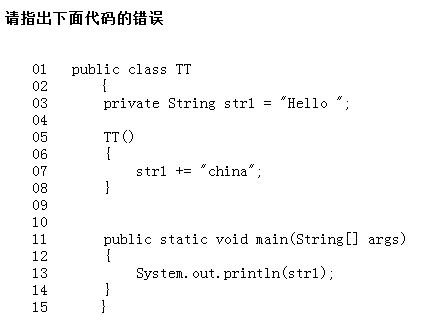 请指出下面代码的错误
01 public class TT
02 {
03 private String str1 = "Hello ";
04
05 TT()
06 {
07 str1 += "china";
08 }
09
10
11 public static void main(String[] args)
12 {
13 System.out.println(str1);
14 }
15 }